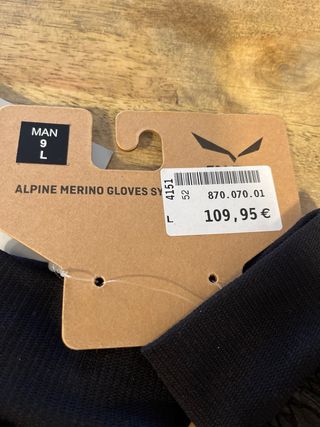 MAN
9
L
ALPINE MERINO GLOVES
4151
52
870.070.01
L
109,95 €